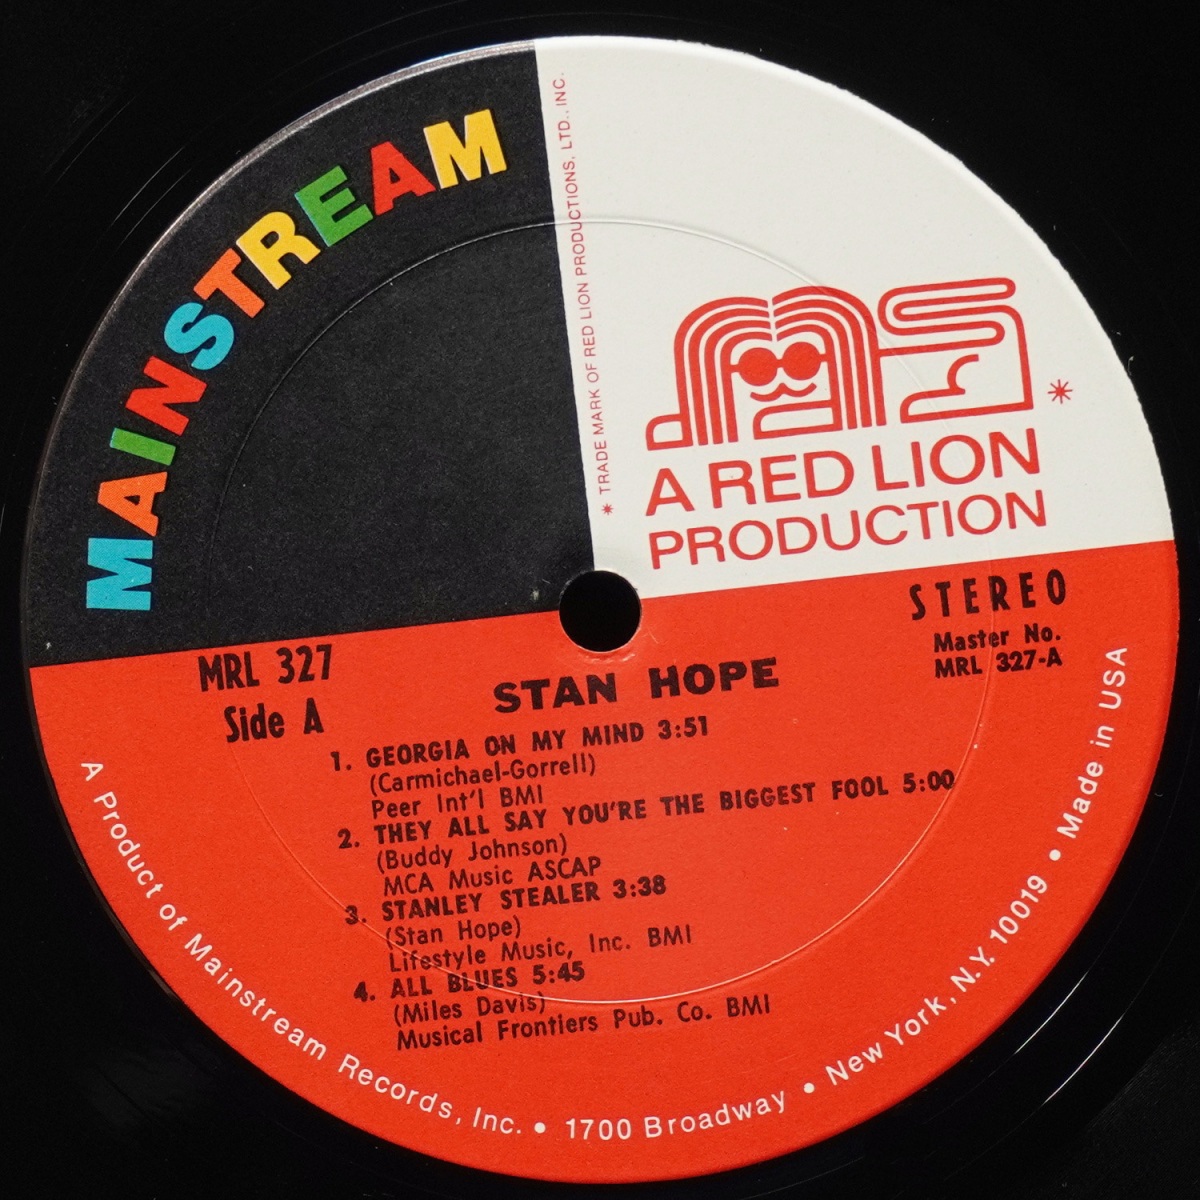 MAINSTREAM
* TRADE MARK OF RED LION PRODUCTIONS, LTD., INC.
*
A RED LION
PRODUCTION
STEREO
Master No.
MRL 327-A
MRL 327
Side A
STAN HOPE
1. GEORGIA ON MY MIND 3:51
(Carmichael-Gorrell)
Peer Int'l BMI
2. THEY ALL SAY YOU'RE THE BIGGEST FOOL 5:00
(Buddy Johnson)
MCA Music ASCAP
3. STANLEY STEALER 3:38
(Stan Hope)
Lifestyle Music, Inc. BMI
4. ALL BLUES 5:45
(Miles Davis)
Musical Frontiers Pub. Co. BMI
A Product of Mainstream Records, Inc. • 1700 Broadway • New York, N.Y. 10019 • Made in USA